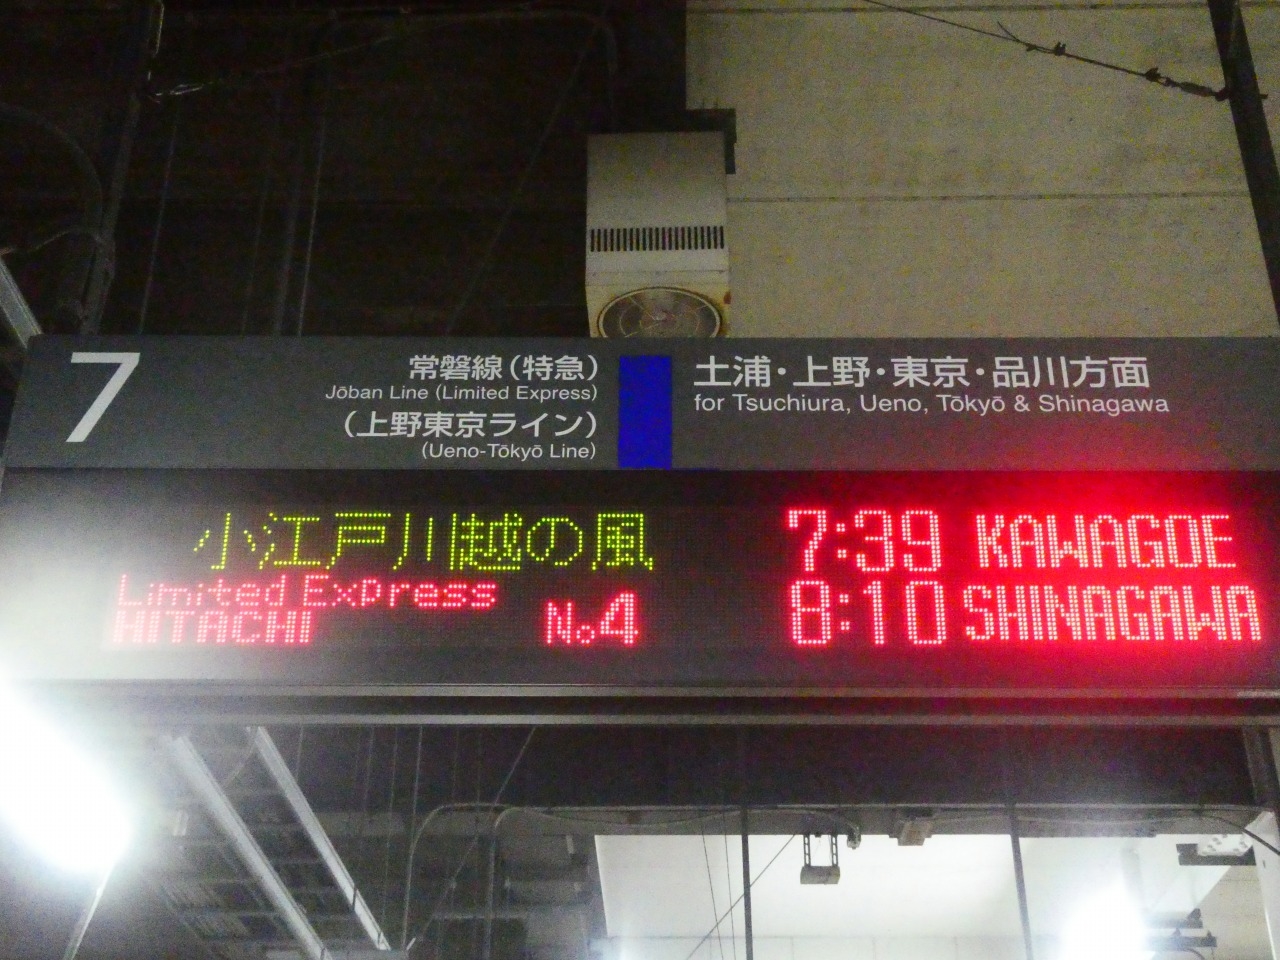 7
常磐線(特急)
Jōban Line (Limited Express)
(上野東京ライン)
(Ueno-Tōkyō Line)
土浦・上野・東京・品川方面
for Tsuchiura, Ueno, Tōkyō & Shinagawa
小江戸川越の風 7:39 KAWAGOE
Limited Express
HITACHI No4 8:10 SHINAGAWA